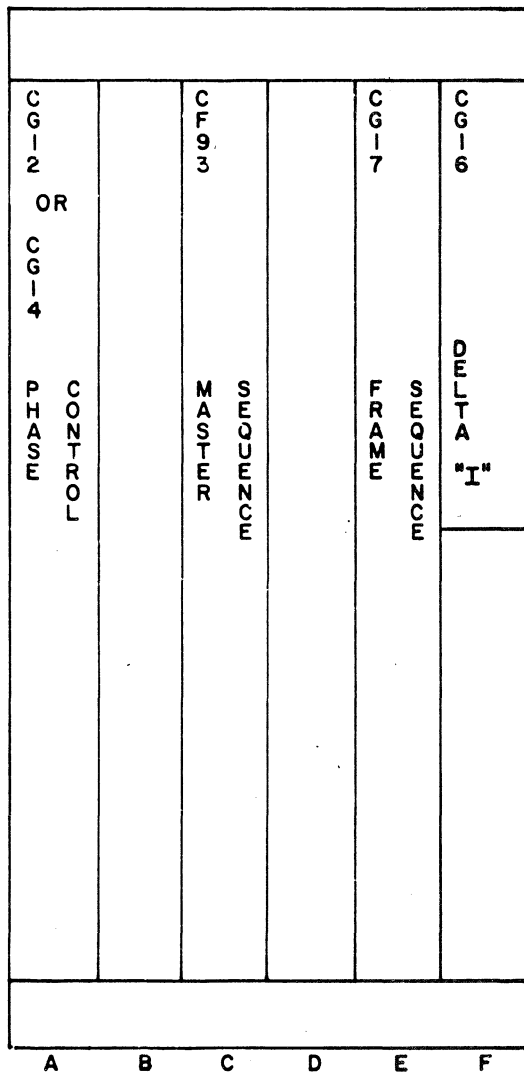 CG12
OR
CG14
PHASE
CONTROL
CF93
MASTER
SEQUENCE
CG17
FRAME
SEQUENCE
CG16
DELTA
"I"
A B C D E F